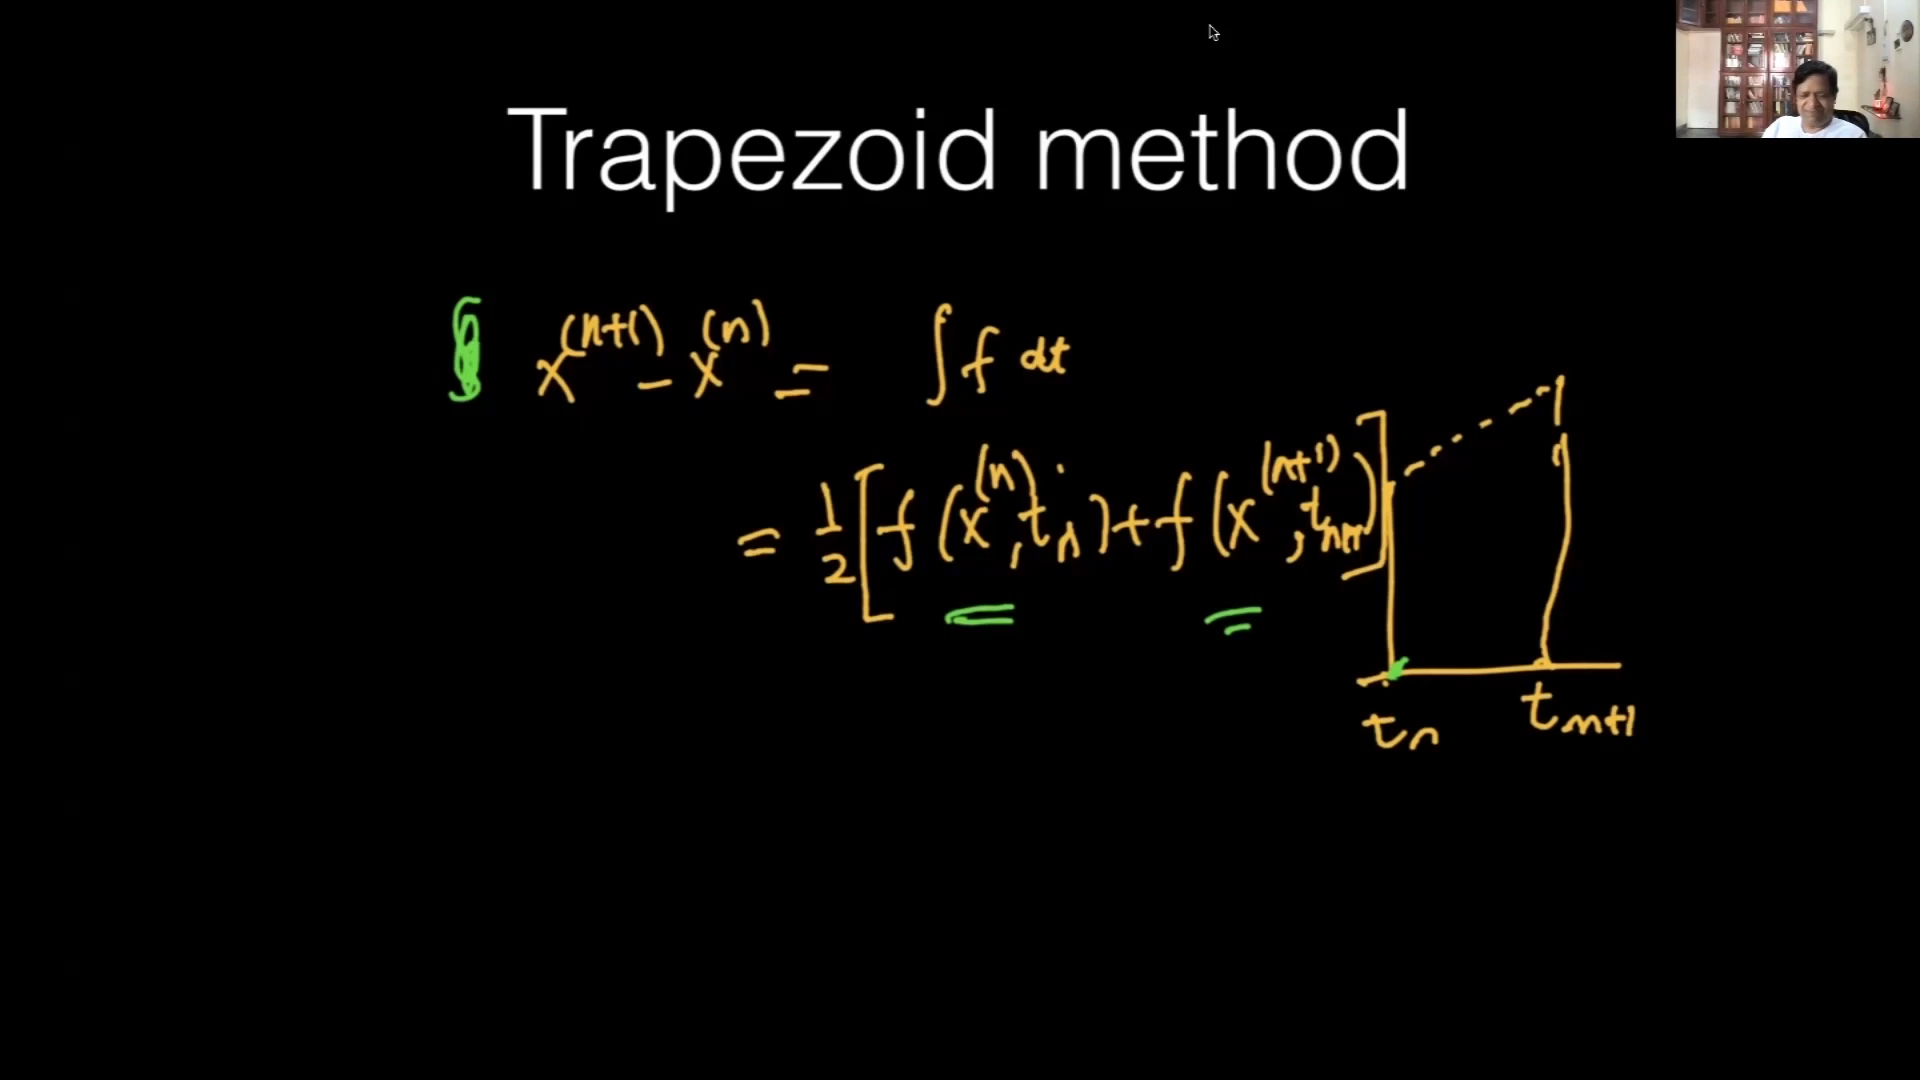 Trapezoid method
x^(n+1) - x^(n) = ∫ f dt
= 1/2 [ f (x^(n), t_n) + f (x^(n+1), t_n+1) ]
t_n t_n+1